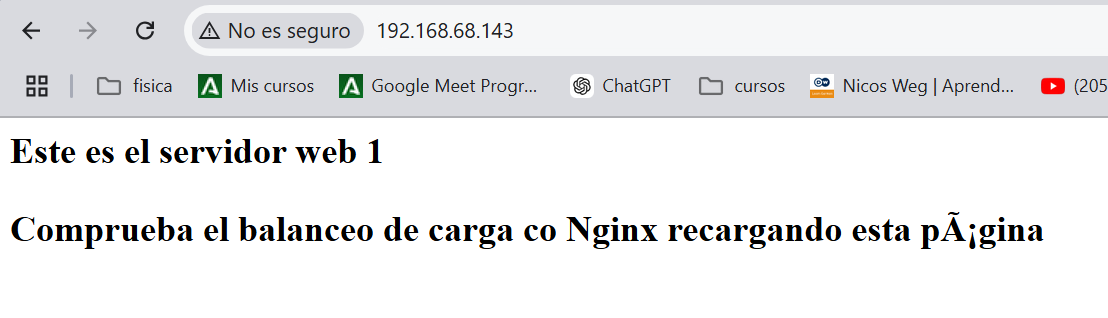 No es seguro 192.168.68.143
fisica Mis cursos Google Meet Progr... ChatGPT cursos Nicos Weg | Aprend... (205
Este es el servidor web 1
Comprueba el balanceo de carga co Nginx recargando esta pÃ¡gina